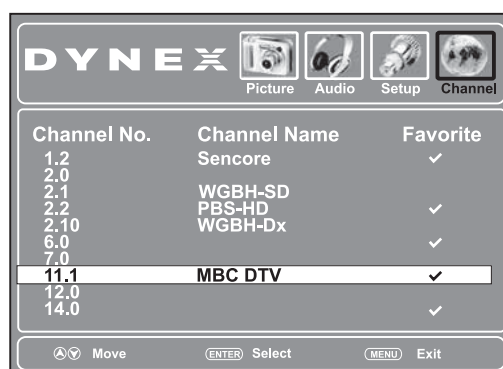 DYNEX
Picture Audio Setup Channel
Channel No. Channel Name Favorite
1.2 Sencore ✓
2.0
2.1 WGBH-SD
2.2 PBS-HD ✓
2.10 WGBH-Dx
6.0 ✓
7.0
11.1 MBC DTV ✓
12.0
14.0 ✓
Move ENTER Select MENU Exit